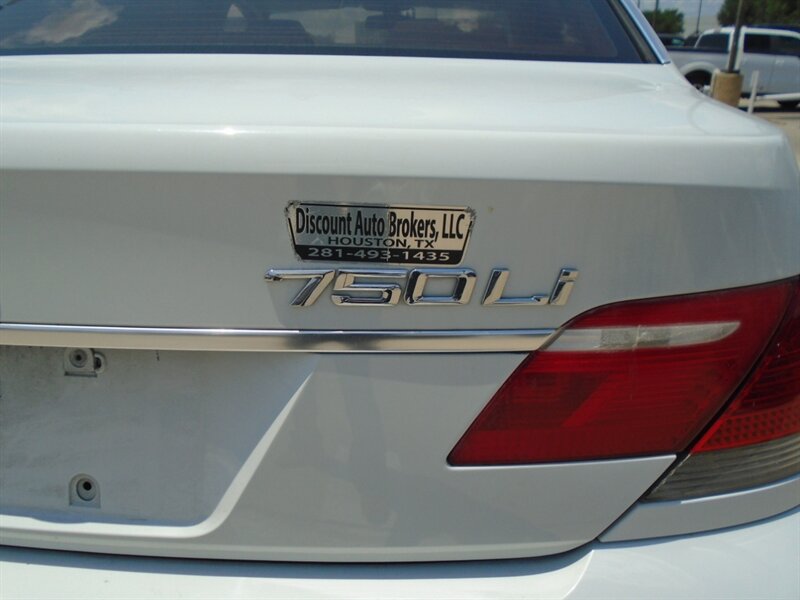 Discount Auto Brokers, LLC
HOUSTON, TX
281-493-1435
750Li